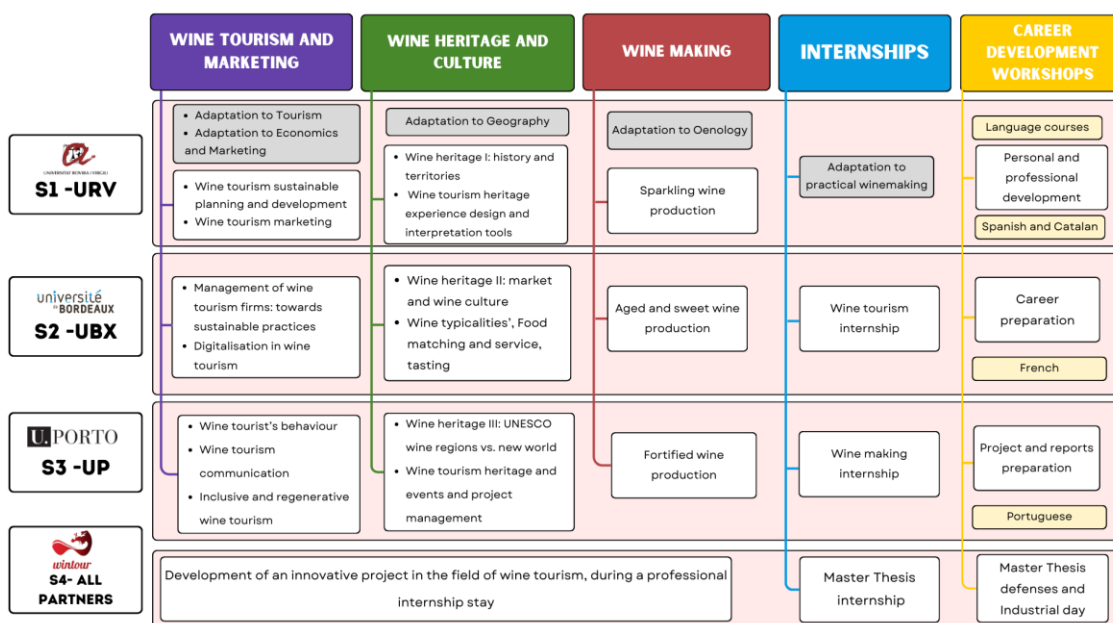 WINE TOURISM AND
MARKETING
WINE HERITAGE AND
CULTURE
WINE MAKING
INTERNSHIPS
CAREER
DEVELOPMENT
WORKSHOPS
UNIVERSITAT ROVIRA i VIRGILI
S1 -URV
• Adaptation to Tourism
• Adaptation to Economics
and Marketing
• Wine tourism sustainable
planning and development
• Wine tourism marketing
Adaptation to Geography
• Wine heritage I: history and
territories
• Wine tourism heritage
experience design and
interpretation tools
Adaptation to Oenology
Sparkling wine
production
Adaptation to
practical winemaking
Language courses
Personal and
professional
development
Spanish and Catalan
université
de BORDEAUX
S2 -UBX
• Management of wine
tourism firms: towards
sustainable practices
• Digitalisation in wine
tourism
• Wine heritage II: market
and wine culture
• Wine typicalities’, Food
matching and service,
tasting
Aged and sweet wine
production
Wine tourism
internship
Career
preparation
French
U. PORTO
S3 -UP
• Wine tourist's behaviour
• Wine tourism
communication
• Inclusive and regenerative
wine tourism
• Wine heritage III: UNESCO
wine regions vs. new world
• Wine tourism heritage and
events and project
management
Fortified wine
production
Wine making
internship
Project and reports
preparation
Portuguese
wintour
S4- ALL
PARTNERS
Development of an innovative project in the field of wine tourism, during a professional
internship stay
Master Thesis
internship
Master Thesis
defenses and
Industrial day